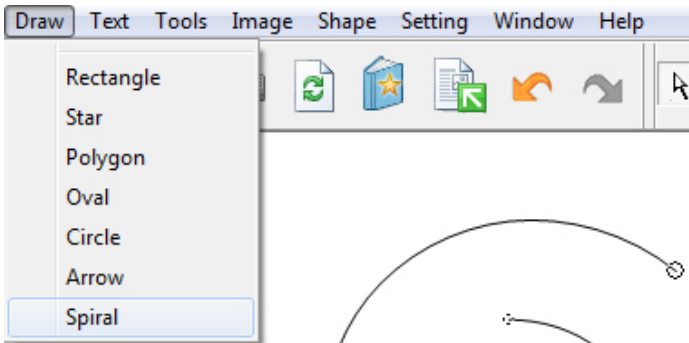 Draw Text Tools Image Shape Setting Window Help
Rectangle
Star
Polygon
Oval
Circle
Arrow
Spiral